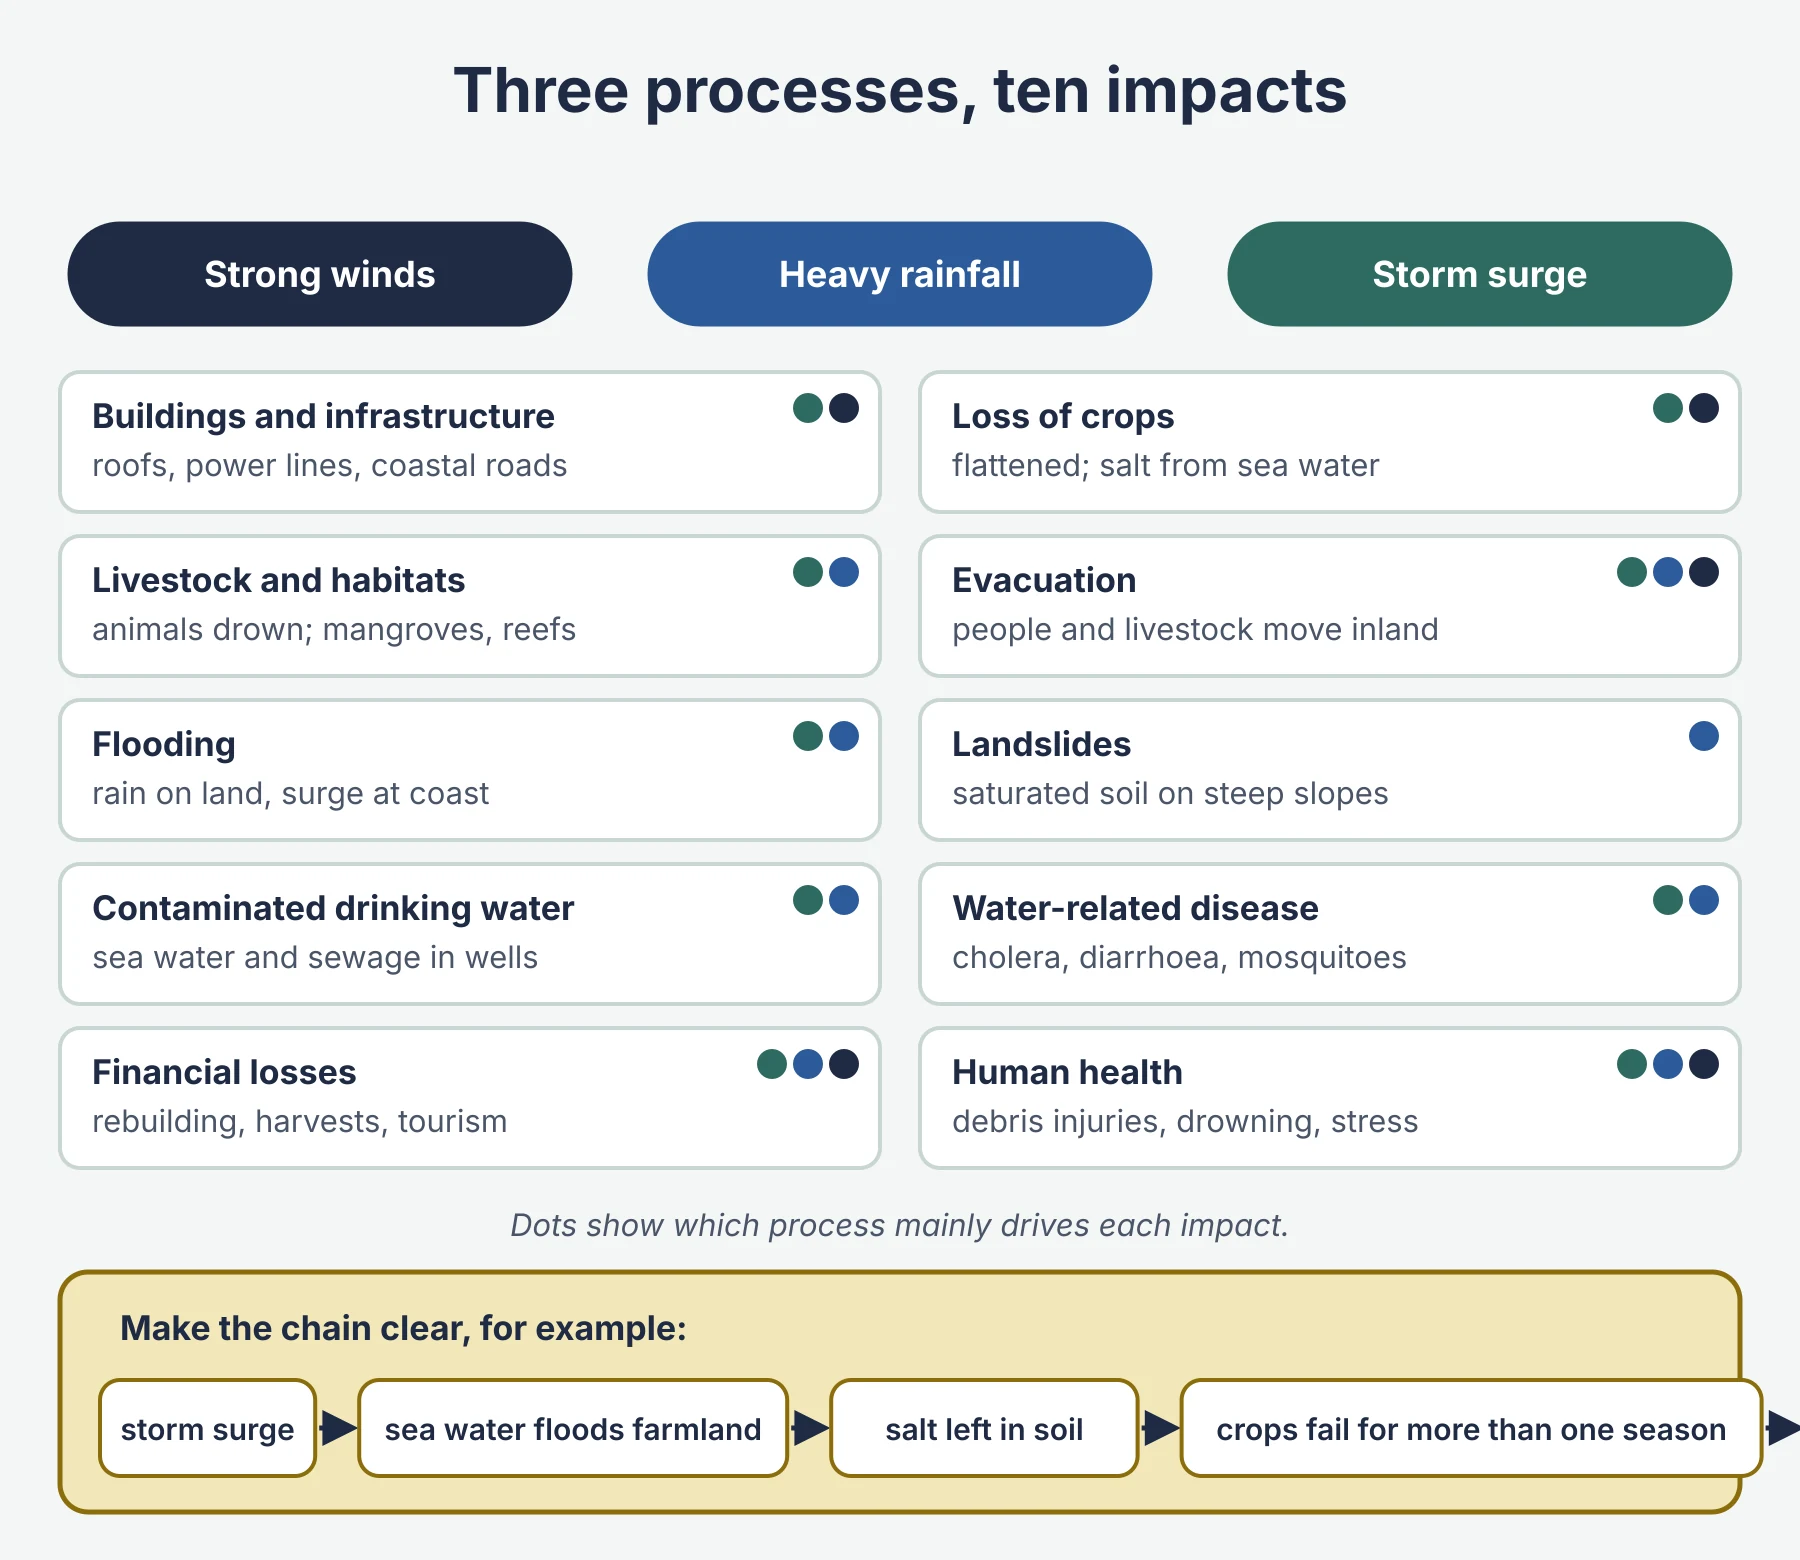 Three processes, ten impacts
Strong winds
Heavy rainfall
Storm surge
Buildings and infrastructure
roofs, power lines, coastal roads
Loss of crops
flattened; salt from sea water
Livestock and habitats
animals drown; mangroves, reefs
Evacuation
people and livestock move inland
Flooding
rain on land, surge at coast
Landslides
saturated soil on steep slopes
Contaminated drinking water
sea water and sewage in wells
Water-related disease
cholera, diarrhoea, mosquitoes
Financial losses
rebuilding, harvests, tourism
Human health
debris injuries, drowning, stress
Dots show which process mainly drives each impact.
Make the chain clear, for example:
storm surge
sea water floods farmland
salt left in soil
crops fail for more than one season